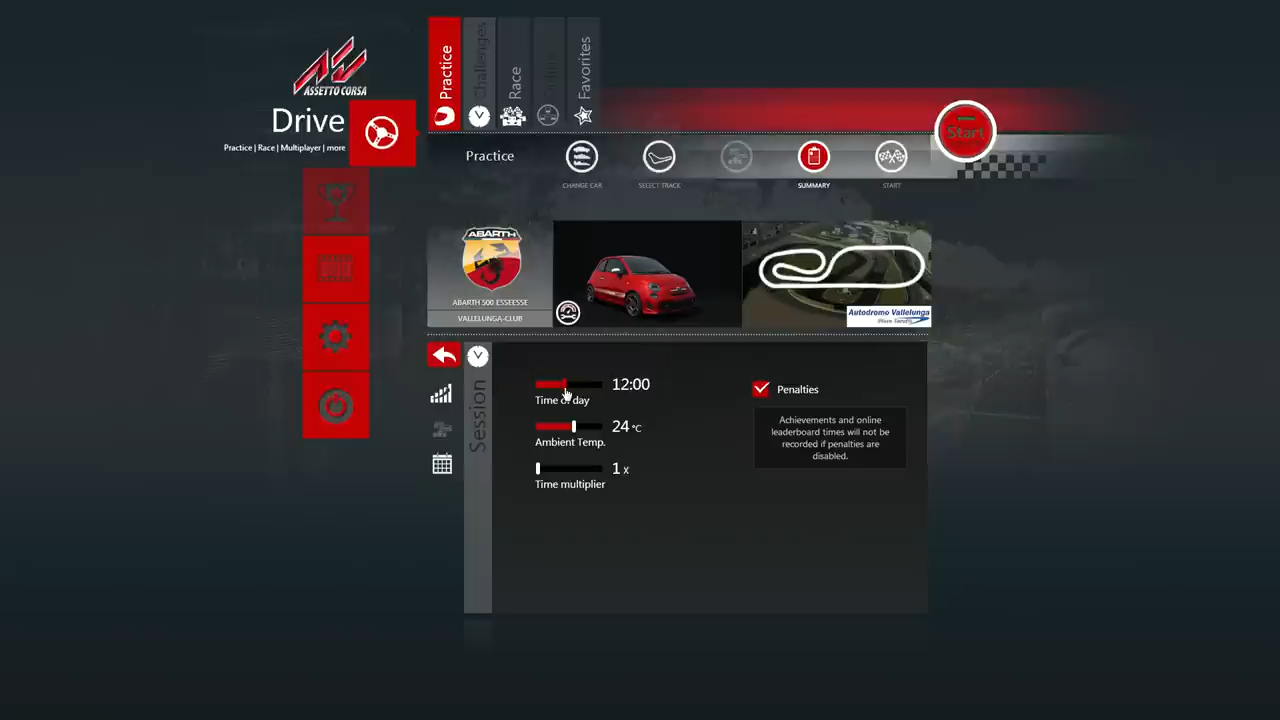 Practice
Challenges
Race
Favorites
ASSETTO CORSA
Drive
Practice | Race | Multiplayer | more
Start
Practice
CHANGE CAR
SELECT TRACK
SUMMARY
START
ABARTH
ABARTH 500 ESSEESSE
VALLELUNGA-CLUB
Autodromo Vallelunga
Session
12:00
Time of day
24 °C
Ambient Temp.
1 x
Time multiplier
Penalties
Achievements and online
leaderboard times will not be
recorded if penalties are
disabled.